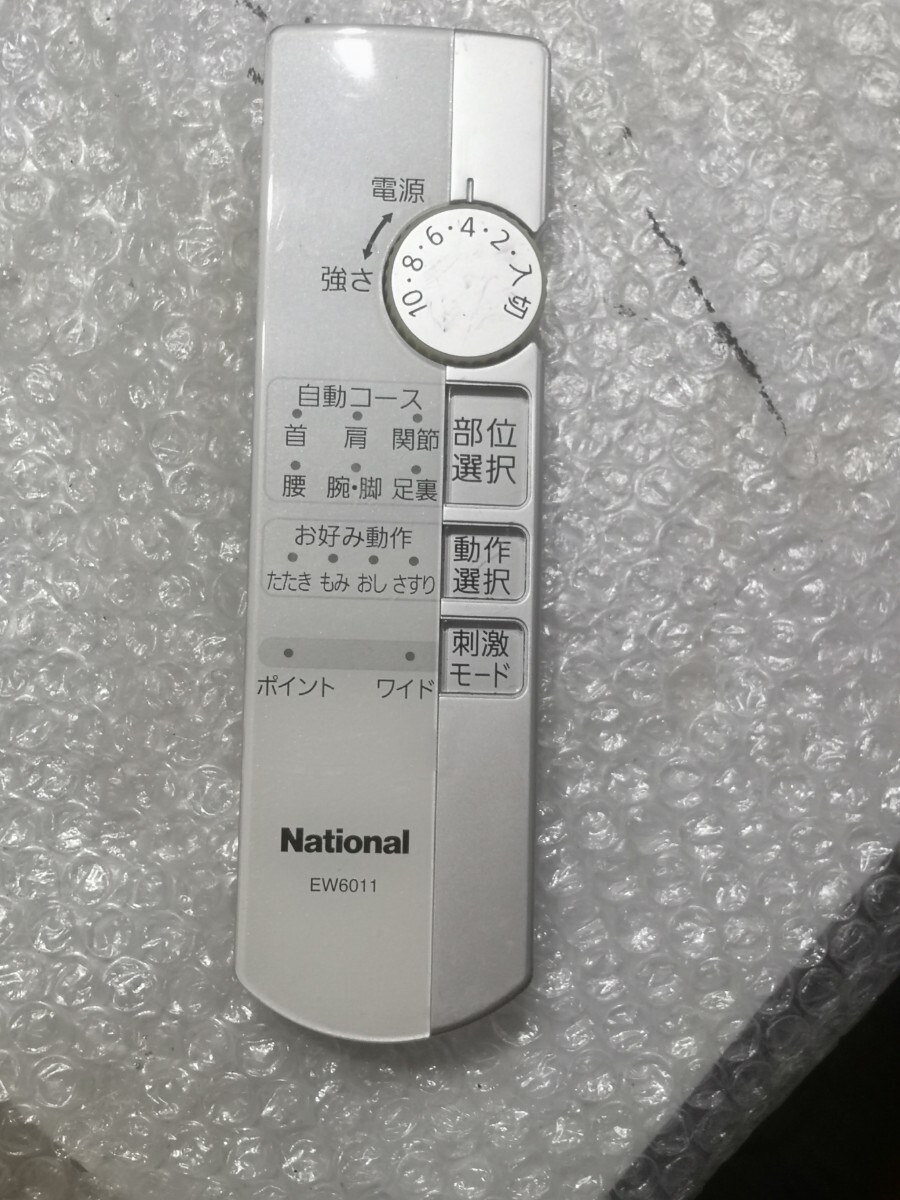 電源
強さ
10・8・6・4・2・入 切
自動コース
首 肩 関節
腰 腕・脚 足裏
部位
選択
お好み動作
たたき もみ おし さすり
動作
選択
刺激
モード
ポイント ワイド
National
EW6011